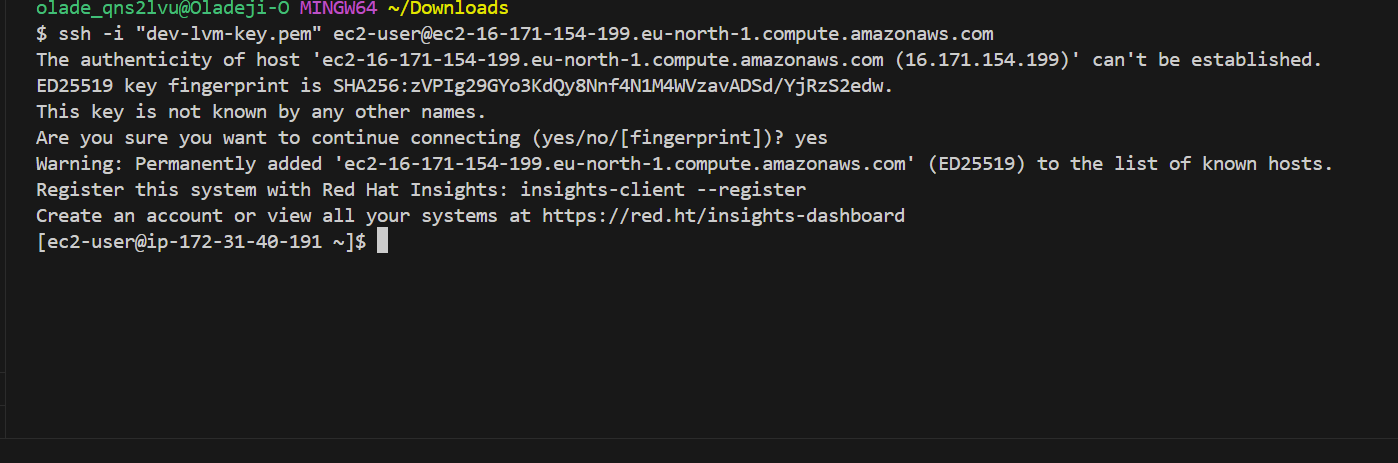 olade_qns2lvu@Oladeji-O MINGW64 ~/Downloads
$ ssh -i "dev-lvm-key.pem" ec2-user@ec2-16-171-154-199.eu-north-1.compute.amazonaws.com
The authenticity of host 'ec2-16-171-154-199.eu-north-1.compute.amazonaws.com (16.171.154.199)' can't be established.
ED25519 key fingerprint is SHA256:zVPIg29GYo3KdQy8Nnf4N1M4WVzavADSd/YjRzS2edw.
This key is not known by any other names.
Are you sure you want to continue connecting (yes/no/[fingerprint])? yes
Warning: Permanently added 'ec2-16-171-154-199.eu-north-1.compute.amazonaws.com' (ED25519) to the list of known hosts.
Register this system with Red Hat Insights: insights-client --register
Create an account or view all your systems at https://red.ht/insights-dashboard
[ec2-user@ip-172-31-40-191 ~]$